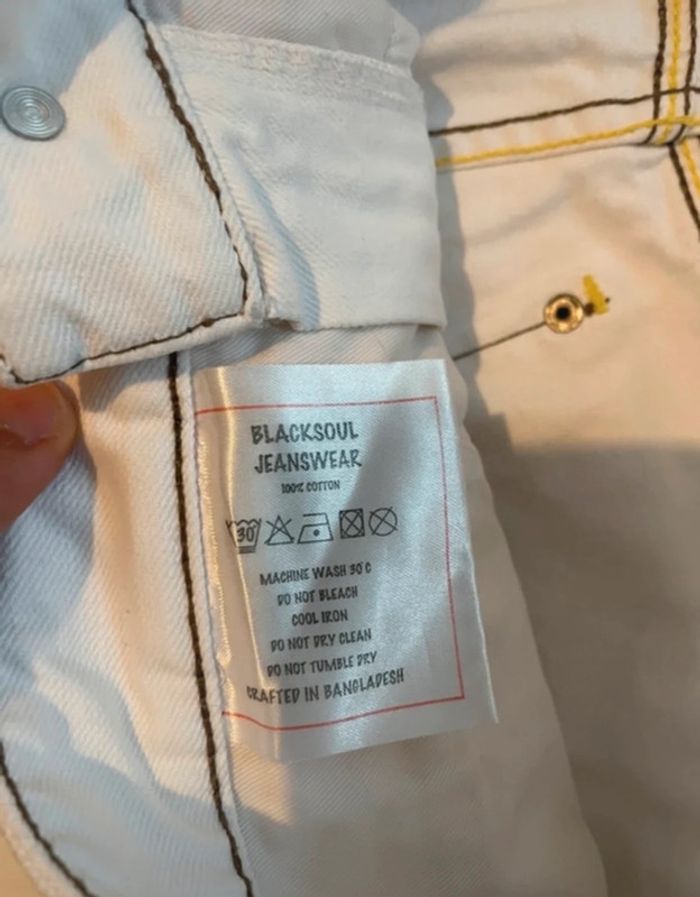 BLACKSOUL
JEANSWEAR
100% COTTON
30
MACHINE WASH 30°C
DO NOT BLEACH
COOL IRON
DO NOT DRY CLEAN
DO NOT TUMBLE DRY
CRAFTED IN BANGLADESH